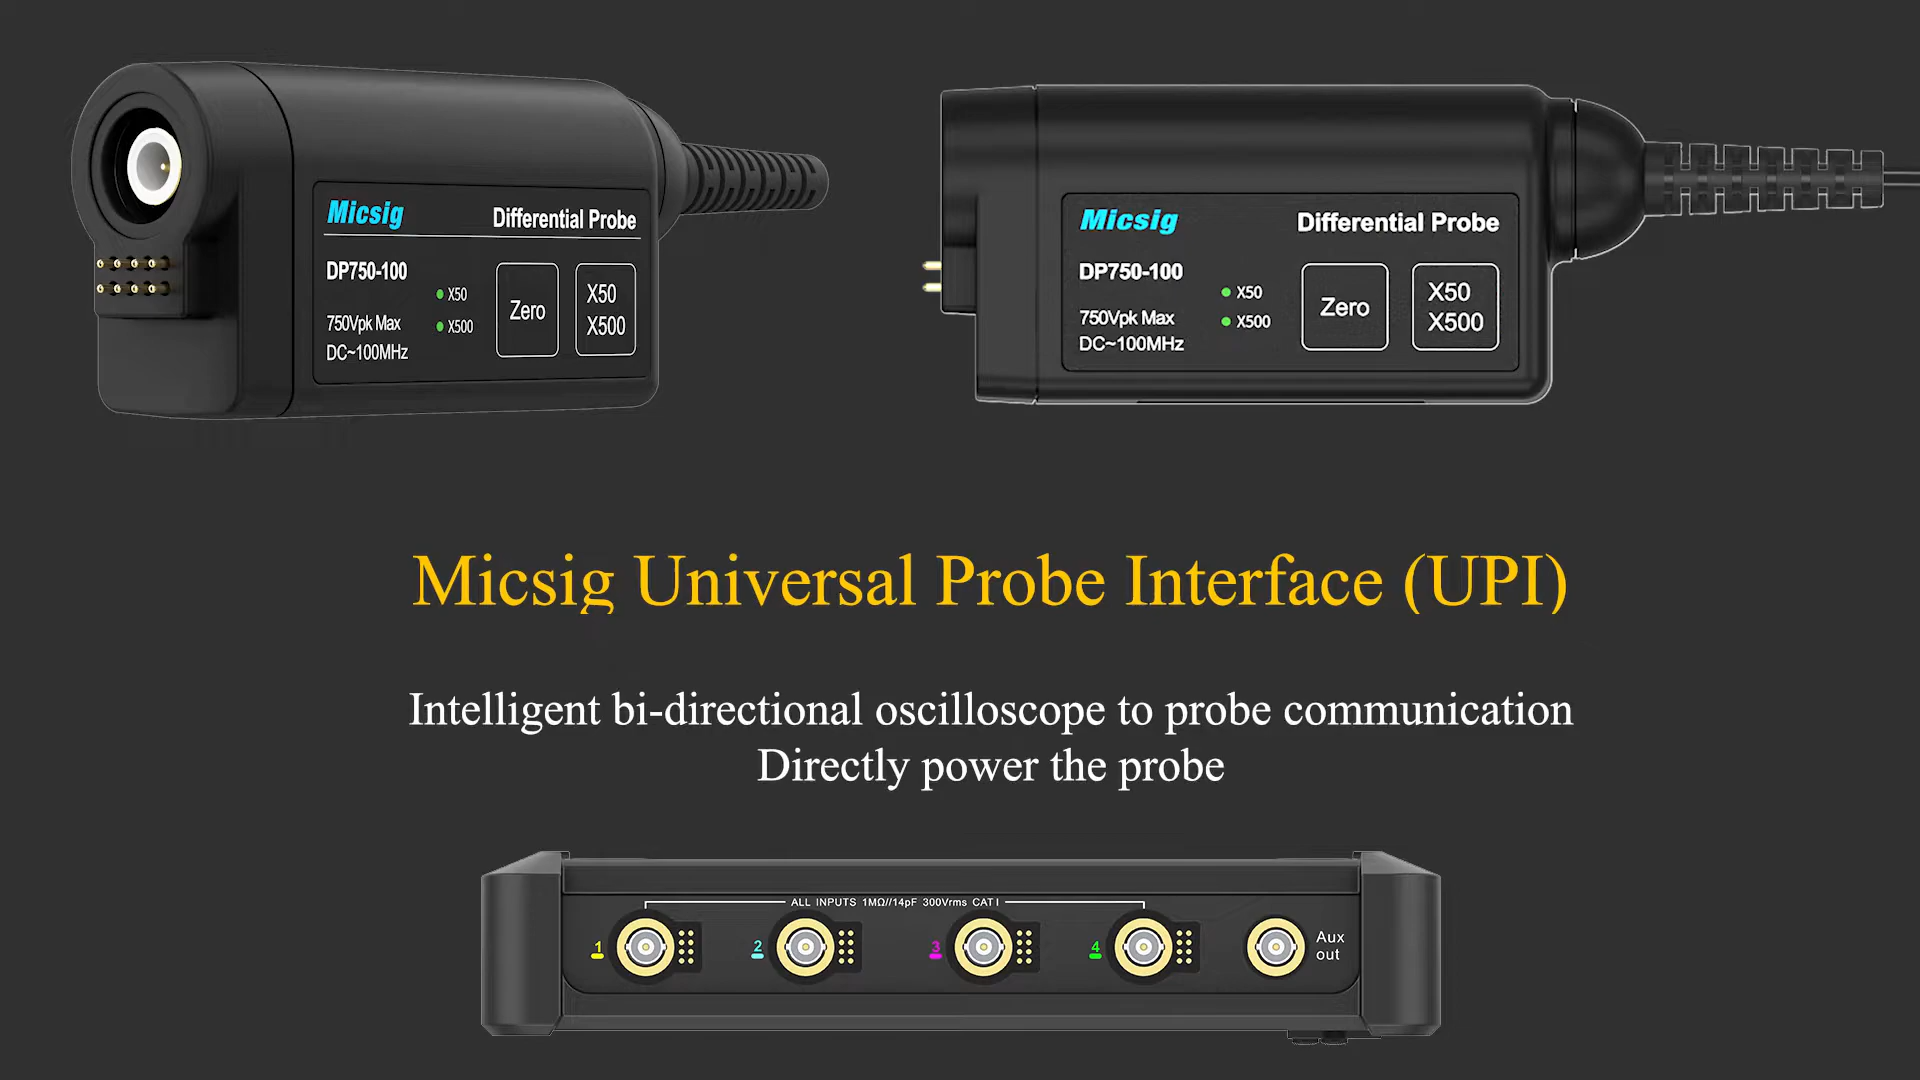 Micsig Differential Probe
DP750-100
X50
X500
750Vpk Max
DC~100MHz
Zero
X50
X500
Micsig Differential Probe
DP750-100
X50
X500
750Vpk Max
DC~100MHz
Zero
X50
X500
Micsig Universal Probe Interface (UPI)
Intelligent bi-directional oscilloscope to probe communication
Directly power the probe
ALL INPUTS 1MΩ//14pF 300Vrms CAT I
1
2
3
4
Aux
out